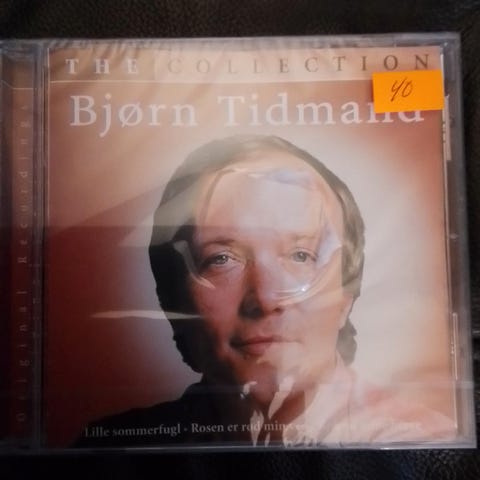 THE COLLECTION
40
Bjørn Tidmand
Original Recordings
Lille sommerfugl • Rosen er rød min